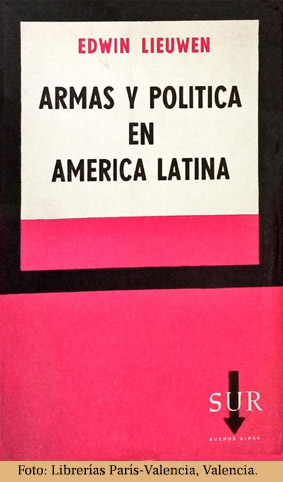 EDWIN LIEUWEN
ARMAS Y POLITICA
EN
AMERICA LATINA
SUR
BUENOS AIRES
Foto: Librerías París-Valencia, Valencia.